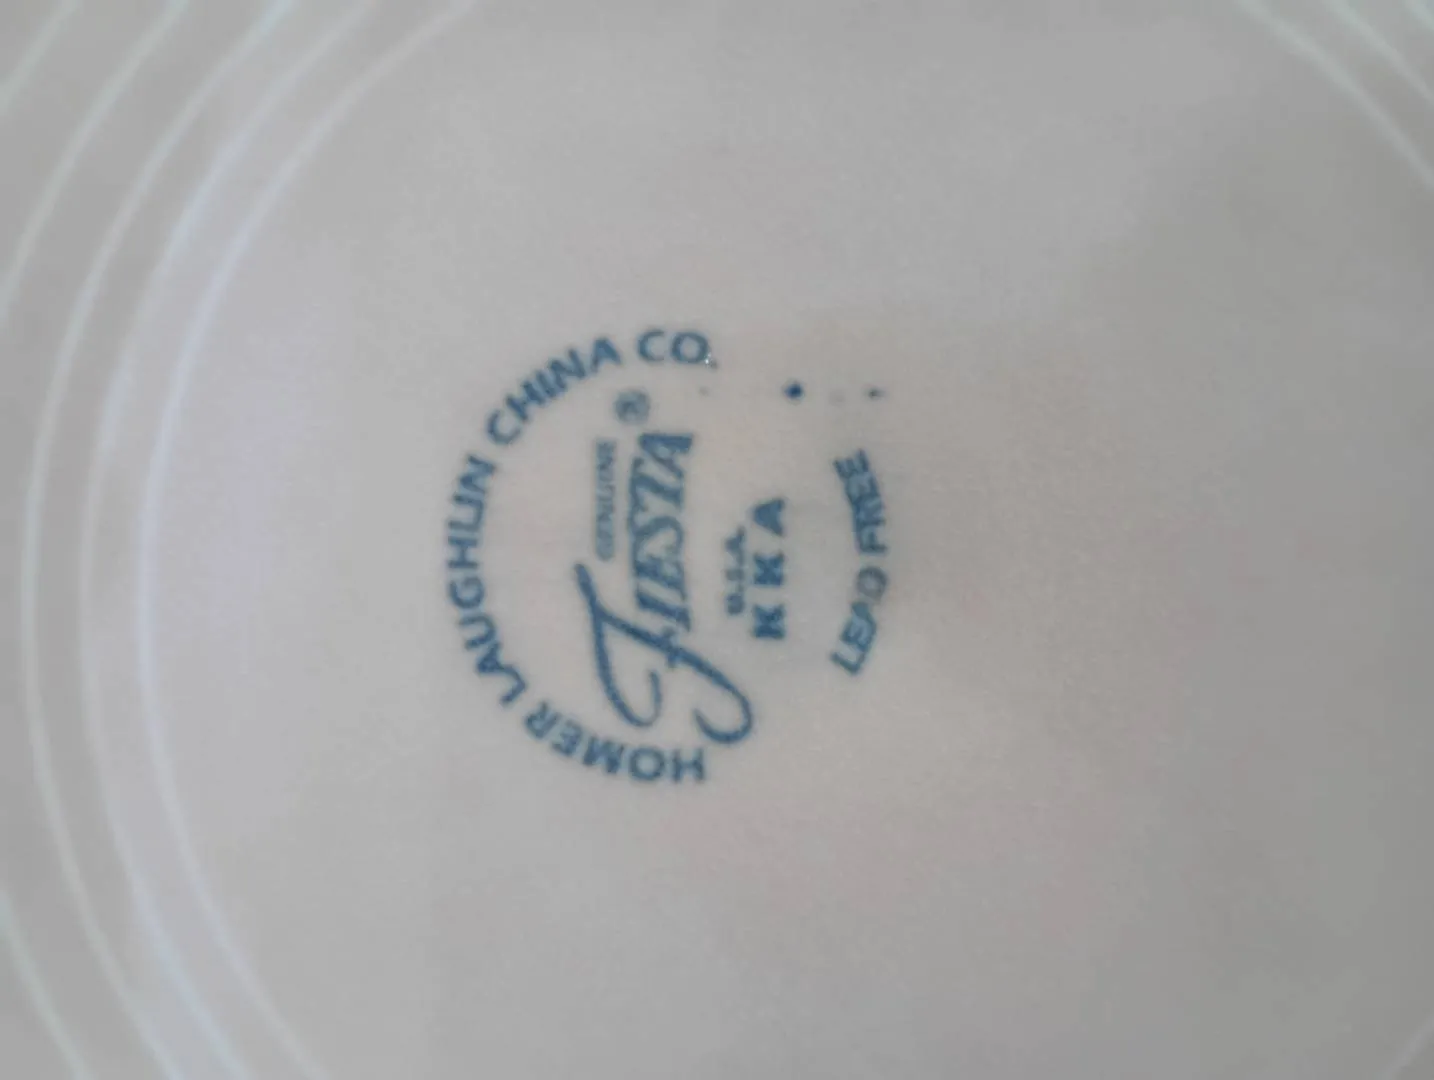 HOMER LAUGHLIN CHINA CO.
GENUINE
FIESTA®
U.S.A.
KKA
LEAD FREE